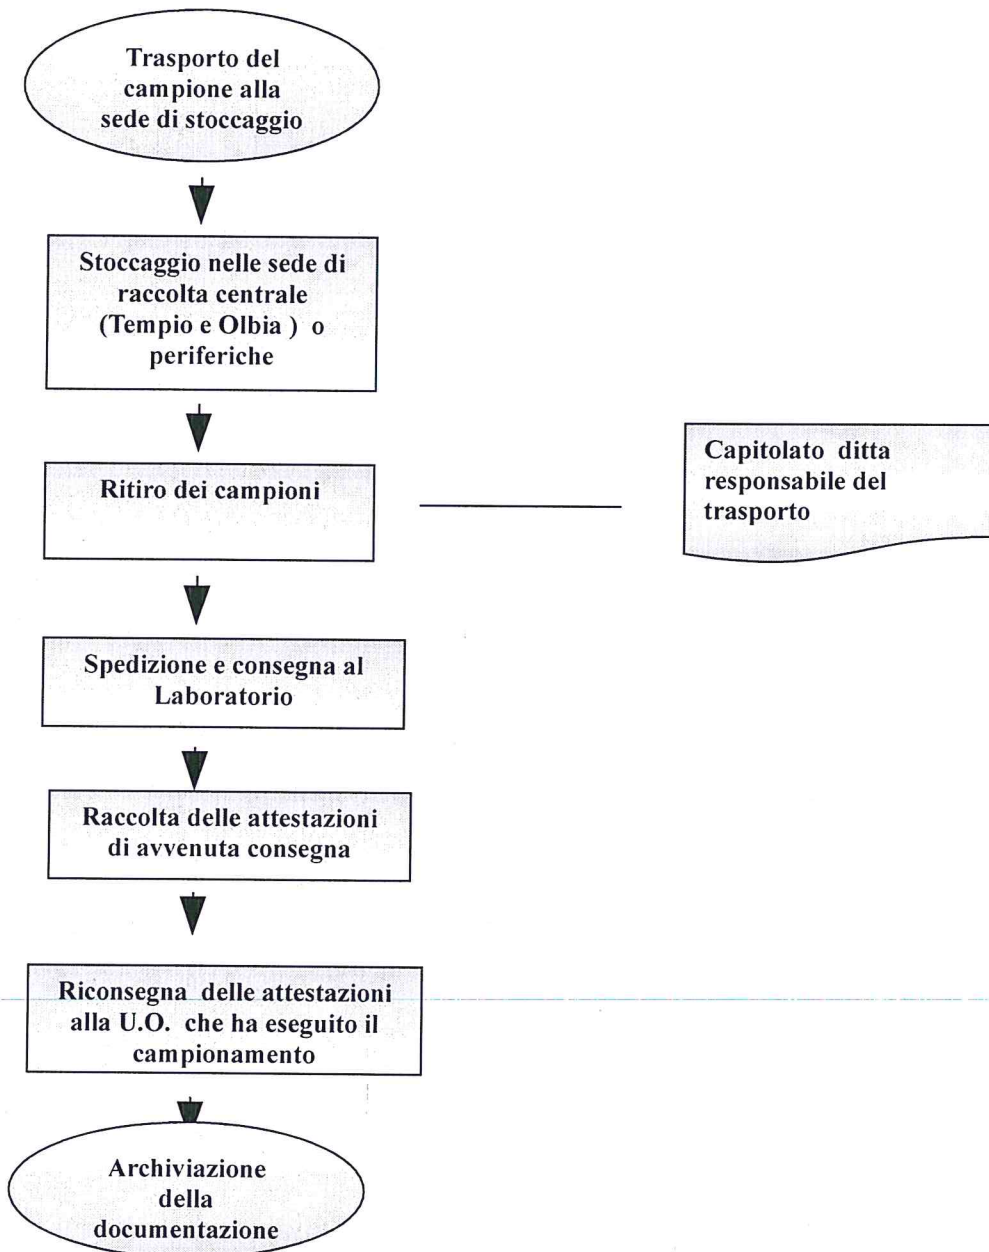 Trasporto del
campione alla
sede di stoccaggio
Stoccaggio nelle sede di
raccolta centrale
(Tempio e Olbia ) o
periferiche
Ritiro dei campioni
Capitolato ditta
responsabile del
trasporto
Spedizione e consegna al
Laboratorio
Raccolta delle attestazioni
di avvenuta consegna
Riconsegna delle attestazioni
alla U.O. che ha eseguito il
campionamento
Archiviazione
della
documentazione